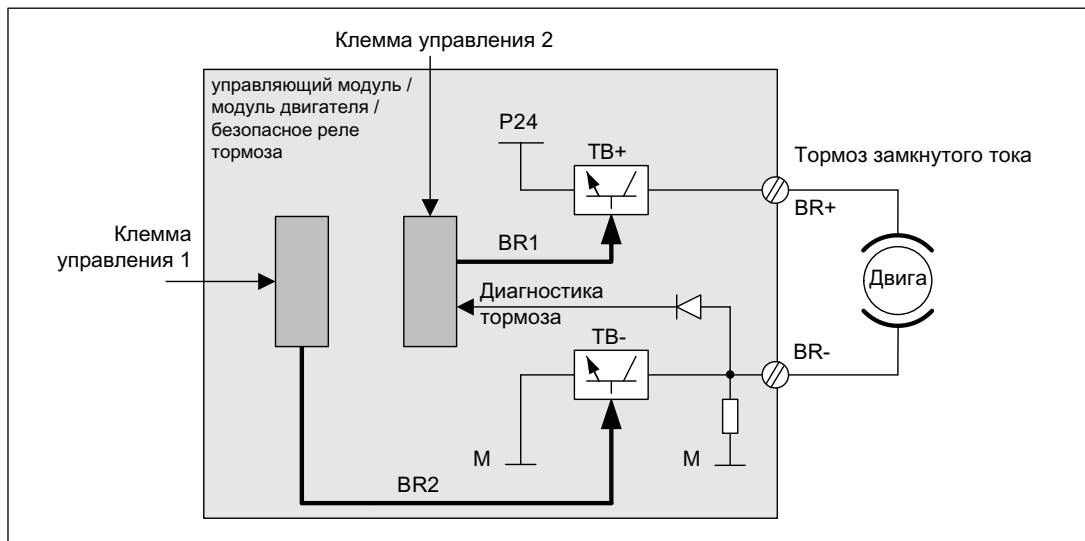 Клемма управления 2
управляющий модуль /
модуль двигателя /
безопасное реле
тормоза
P24
TB+
Тормоз замкнутого тока
BR+
Клемма
управления 1
BR1
Двига
Диагностика
тормоза
TB-
BR-
M
M
BR2